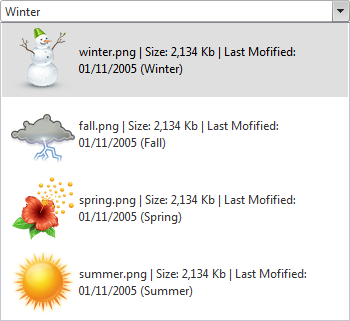 Winter
winter.png | Size: 2,134 Kb | Last Mofified:
01/11/2005 (Winter)
fall.png | Size: 2,134 Kb | Last Mofified:
01/11/2005 (Fall)
spring.png | Size: 2,134 Kb | Last Mofified:
01/11/2005 (Spring)
summer.png | Size: 2,134 Kb | Last Mofified:
01/11/2005 (Summer)